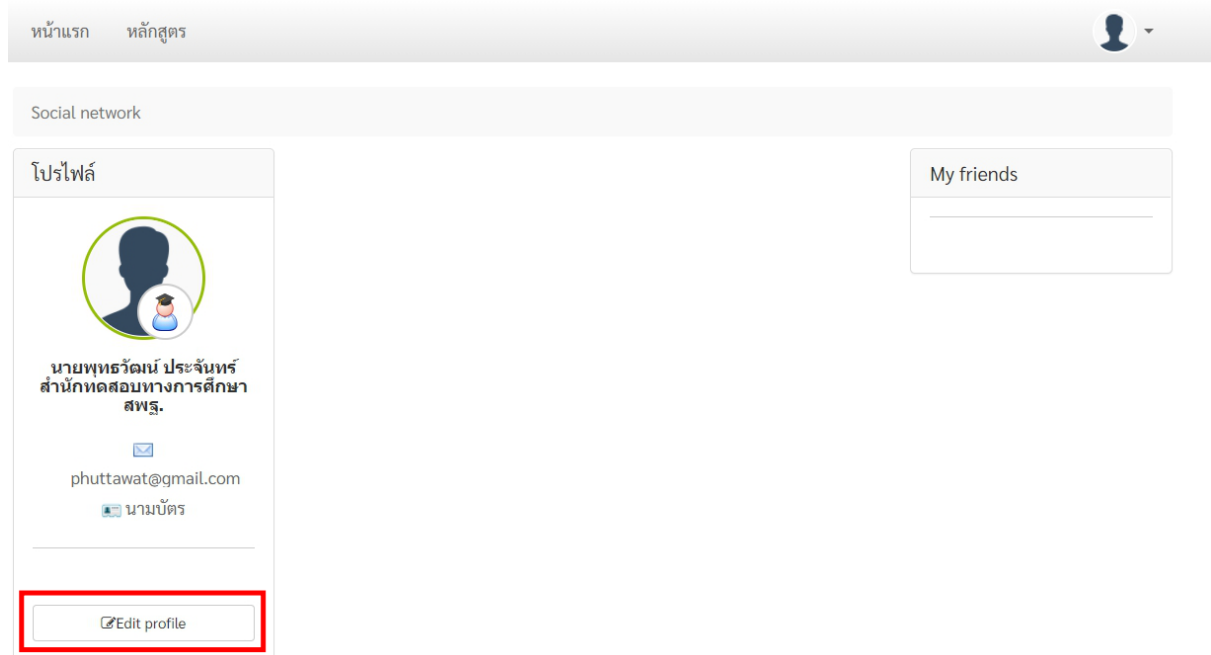 หน้าแรก หลักสูตร
Social network
โปรไฟล์
นายพุทธวัฒน์ ประจันทร์
สำนักทดสอบทางการศึกษา
สพฐ.
phuttawat@gmail.com
นามบัตร
Edit profile
My friends